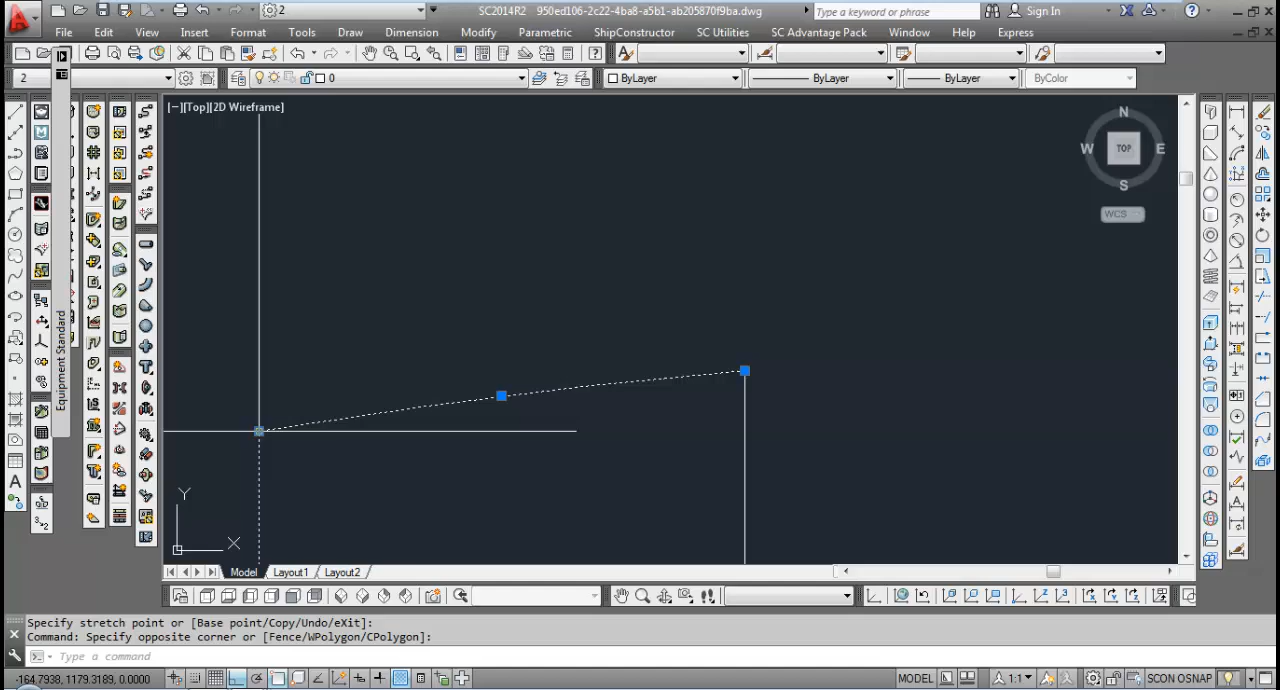 2 SC2014R2 950ed106-2c22-4ba8-a5b1-ab205870f9ba.dwg Type a keyword or phrase Sign In
File Edit View Insert Format Tools Draw Dimension Modify Parametric ShipConstructor SC Utilities SC Advantage Pack Window Help Express
2 0 ByLayer ByLayer ByLayer ByColor
[−][Top][2D Wireframe]
N
W TOP E
S
WCS
Equipment Standard
Y
X
Model Layout1 Layout2
Specify stretch point or [Base point/Copy/Undo/eXit]:
Command: Specify opposite corner or [Fence/WPolygon/CPolygon]:
Type a command
-164.7938, 1179.3189, 0.0000 MODEL 1:1 SCON OSNAP